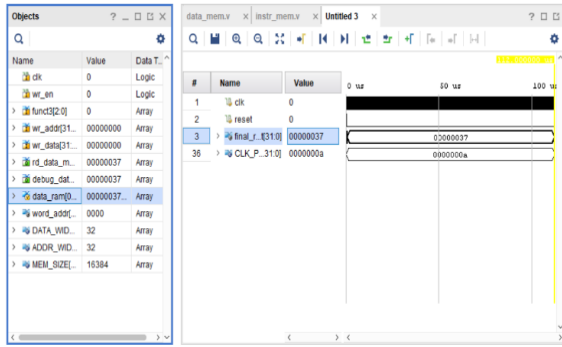 Objects
Name Value Data T...
clk 0 Logic
wr_en 0 Logic
funct3[2:0] 0 Array
wr_addr[31... 00000000 Array
wr_data[31:... 00000000 Array
rd_data_m... 00000037 Array
debug_dat... 00000037 Array
data_ram[0... 00000037... Array
word_addr[... 0000 Array
DATA_WID... 32 Array
ADDR_WID... 32 Array
MEM_SIZE[... 16384 Array
data_mem.v instr_mem.v Untitled 3
# Name Value 0 us 50 us 100 us
1 clk 0
2 reset 0
3 final_r...t[31:0] 00000037 00000037
36 CLK_P...31:0] 0000000a 0000000a